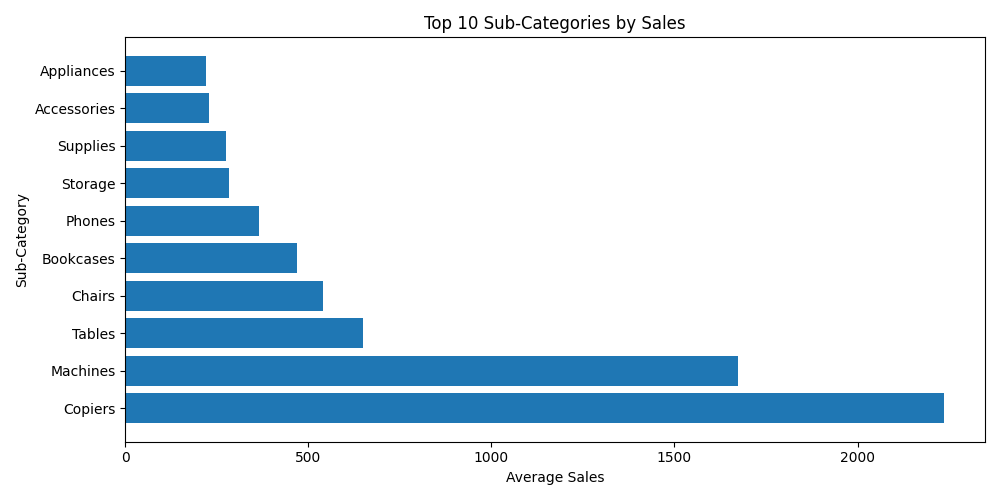 Top 10 Sub-Categories by Sales
Sub-Category
Appliances
Accessories
Supplies
Storage
Phones
Bookcases
Chairs
Tables
Machines
Copiers
0 500 1000 1500 2000
Average Sales